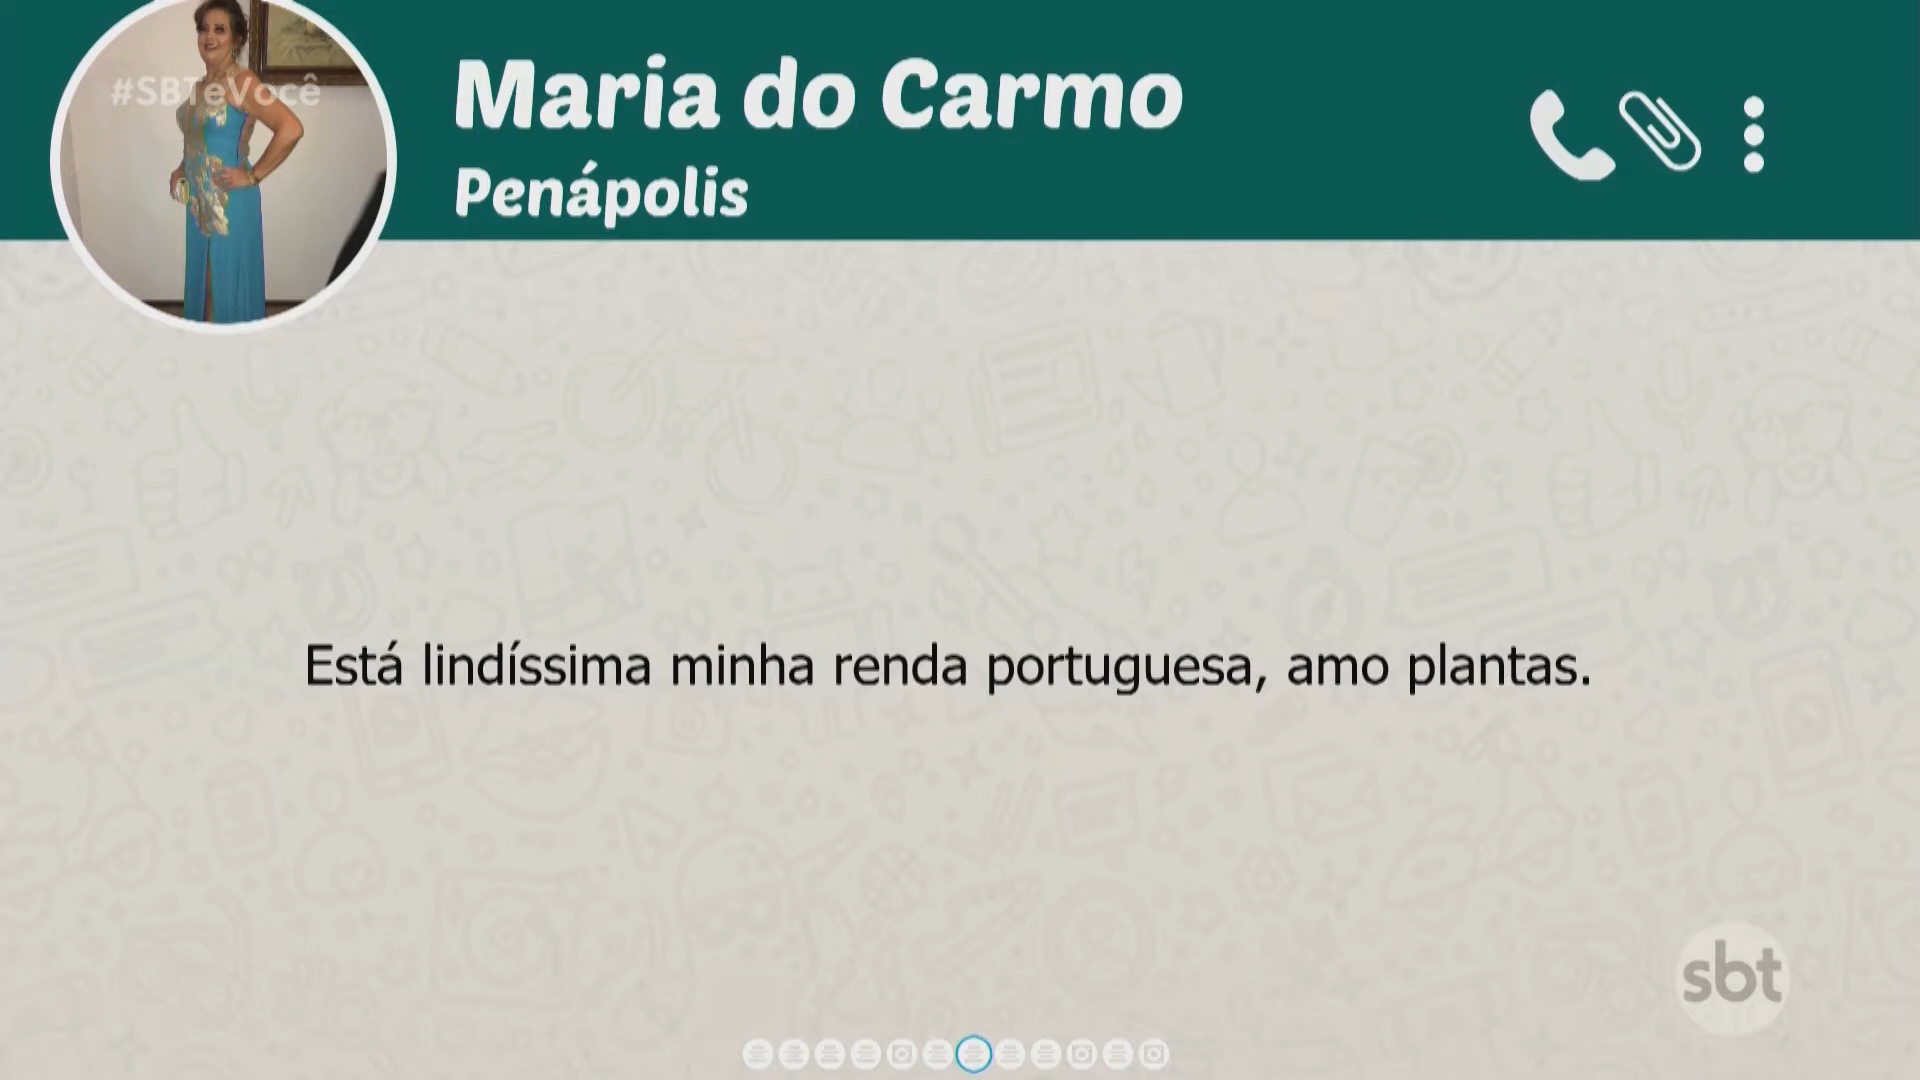 #SBTeVocê
Maria do Carmo
Penápolis
Está lindíssima minha renda portuguesa, amo plantas.
sbt